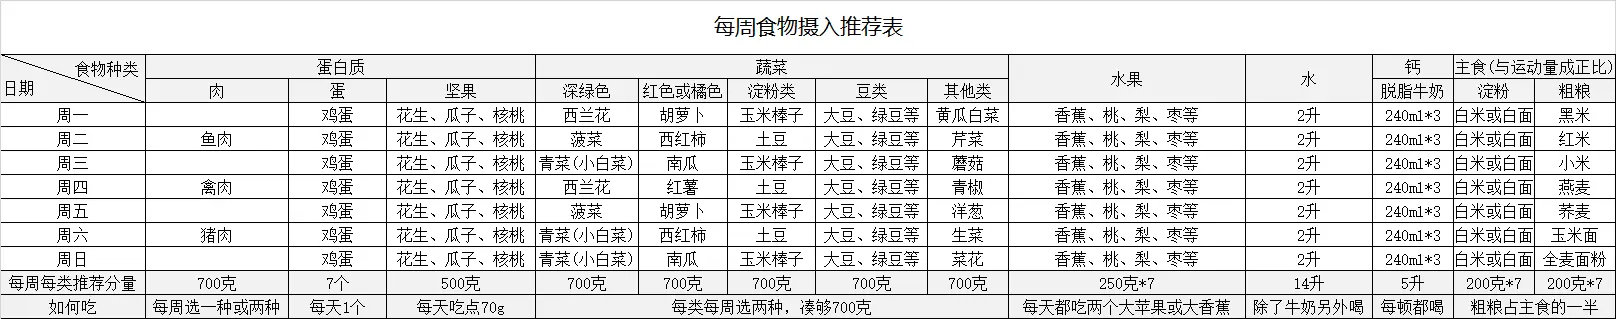 每周食物摄入推荐表
食物种类 蛋白质 蔬菜 水果 水 钙 主食(与运动量成正比)
日期 肉 蛋 坚果 深绿色 红色或橘色 淀粉类 豆类 其他类 脱脂牛奶 淀粉 粗粮
周一 鸡蛋 花生、瓜子、核桃 西兰花 胡萝卜 玉米棒子 大豆、绿豆等 黄瓜白菜 香蕉、桃、梨、枣等 2升 240ml*3 白米或白面 黑米
周二 鱼肉 鸡蛋 花生、瓜子、核桃 菠菜 西红柿 土豆 大豆、绿豆等 芹菜 香蕉、桃、梨、枣等 2升 240ml*3 白米或白面 红米
周三 鸡蛋 花生、瓜子、核桃 青菜(小白菜) 南瓜 玉米棒子 大豆、绿豆等 蘑菇 香蕉、桃、梨、枣等 2升 240ml*3 白米或白面 小米
周四 禽肉 鸡蛋 花生、瓜子、核桃 西兰花 红薯 土豆 大豆、绿豆等 青椒 香蕉、桃、梨、枣等 2升 240ml*3 白米或白面 燕麦
周五 鸡蛋 花生、瓜子、核桃 菠菜 胡萝卜 玉米棒子 大豆、绿豆等 洋葱 香蕉、桃、梨、枣等 2升 240ml*3 白米或白面 荞麦
周六 猪肉 鸡蛋 花生、瓜子、核桃 青菜(小白菜) 西红柿 土豆 大豆、绿豆等 生菜 香蕉、桃、梨、枣等 2升 240ml*3 白米或白面 玉米面
周日 鸡蛋 花生、瓜子、核桃 青菜(小白菜) 南瓜 玉米棒子 大豆、绿豆等 菜花 香蕉、桃、梨、枣等 2升 240ml*3 白米或白面 全麦面粉
每周每类推荐分量 700克 7个 500克 700克 700克 700克 700克 700克 250克*7 14升 5升 200克*7 200克*7
如何吃 每周选一种或两种 每天1个 每天吃点70g 每类每周选两种，凑够700克 每天都吃两个大苹果或大香蕉 除了牛奶另外喝 每顿都喝 粗粮占主食的一半